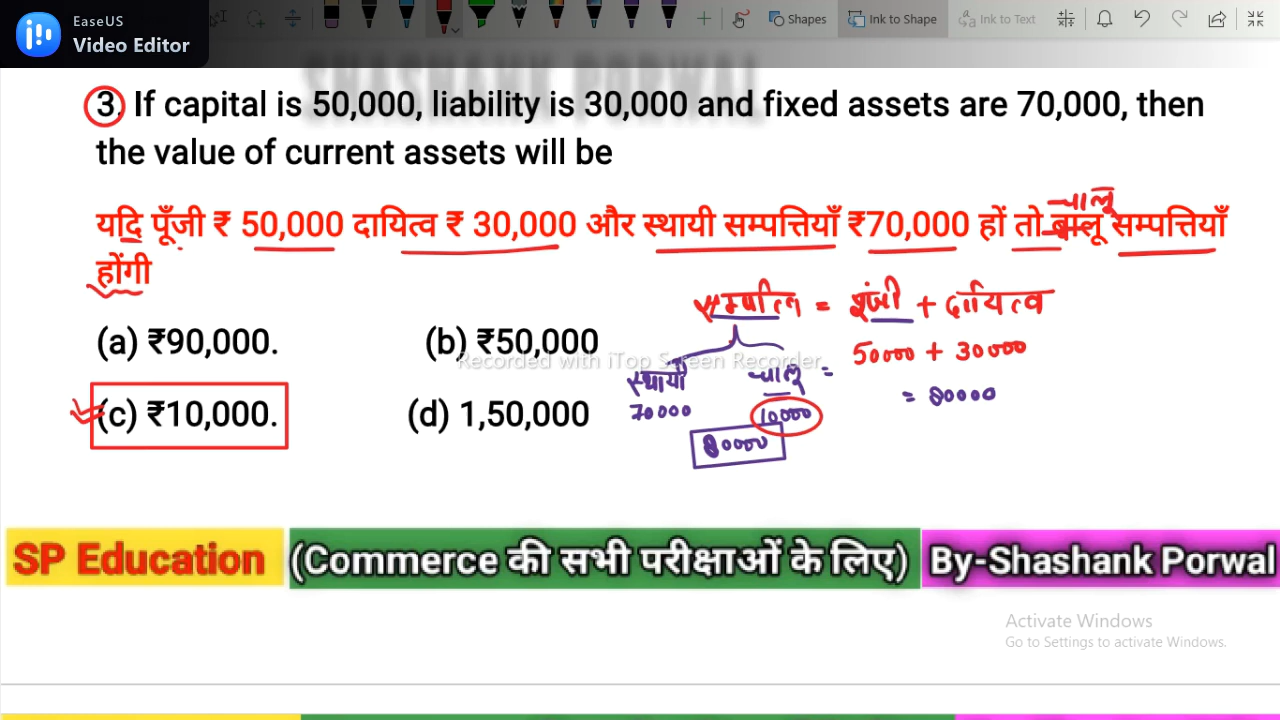 EaseUS
Video Editor
Shapes
Ink to Shape
Ink to Text
SHASHANK PORWAL
3. If capital is 50,000, liability is 30,000 and fixed assets are 70,000, then
the value of current assets will be
चालू
यदि पूँजी ₹ 50,000 दायित्व ₹ 30,000 और स्थायी सम्पत्तियाँ ₹70,000 हों तो बालू सम्पत्तियाँ
होंगी
सम्पत्ति = पूंजी + दायित्व
(a) ₹90,000.
(b) ₹50,000
50000 + 30000
Recorded with iTop Screen Recorder
स्थायी चालू =
= 80000
(c) ₹10,000.
(d) 1,50,000
70000 10000
80000
SP Education (Commerce की सभी परीक्षाओं के लिए) By-Shashank Porwal
Activate Windows
Go to Settings to activate Windows.